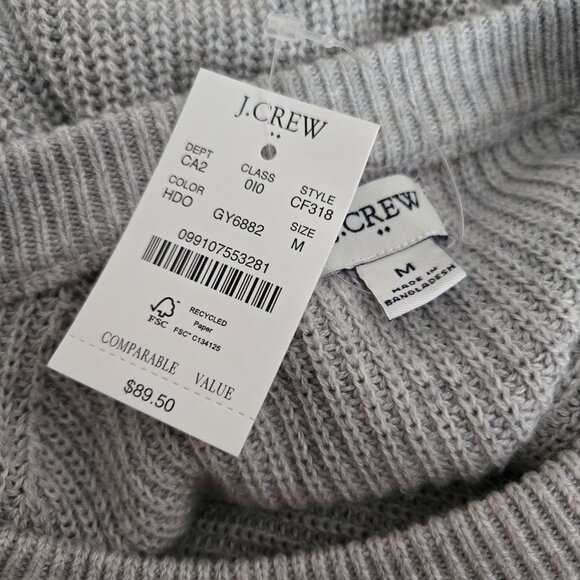 J.CREW
DEPT CLASS STYLE
CA2 010 CF318
COLOR SIZE
HDO GY6882 M
099107553281
FSC
RECYCLED
Paper
FSC™ C134125
COMPARABLE VALUE
$89.50
J.CREW
M
MADE IN
BANGLADESH